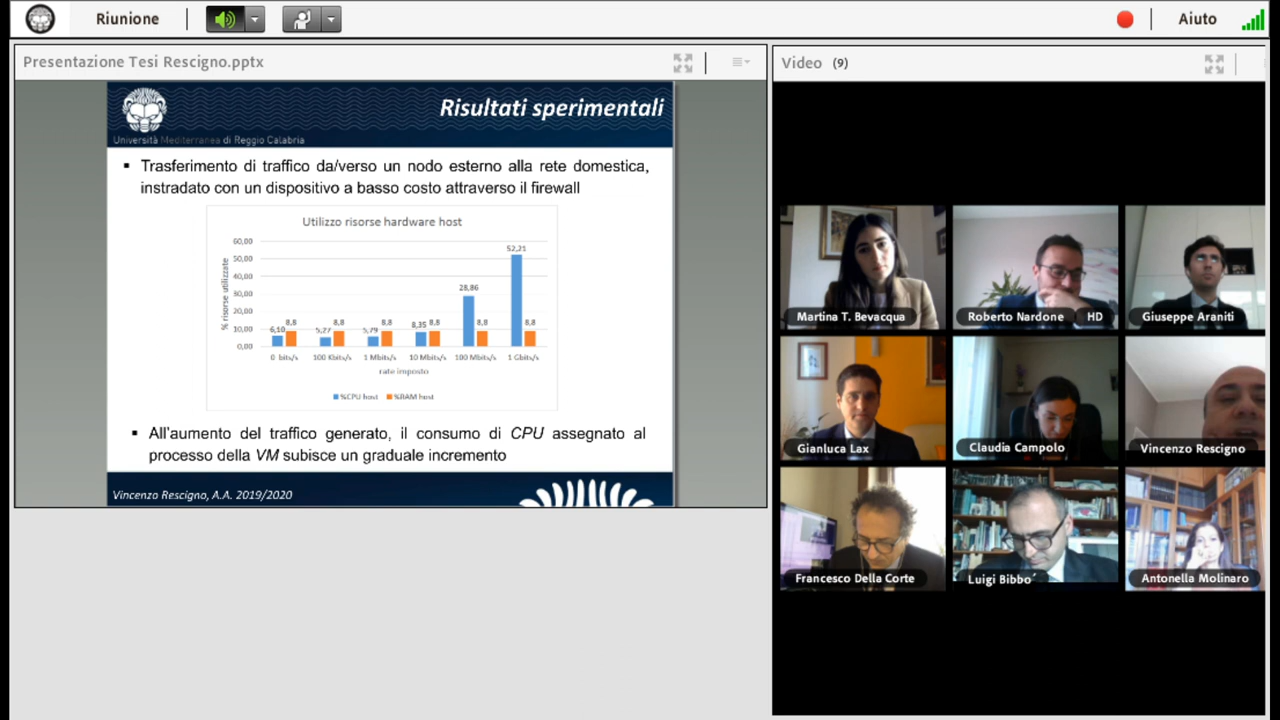 Riunione
Aiuto
Presentazione Tesi Rescigno.pptx
Video (9)
Risultati sperimentali
Università Mediterranea di Reggio Calabria
▪ Trasferimento di traffico da/verso un nodo esterno alla rete domestica,
instradato con un dispositivo a basso costo attraverso il firewall
Utilizzo risorse hardware host
% risorse utilizzate
60,00
50,00
40,00
30,00
20,00
10,00
0,00
6,10 8,8 5,27 8,8 5,79 8,8 8,35 8,8 28,86 8,8 52,21 8,8
0 bits/s 100 Kbits/s 1 Mbits/s 10 Mbits/s 100 Mbits/s 1 Gbits/s
rate imposto
%CPU host %RAM host
▪ All'aumento del traffico generato, il consumo di CPU assegnato al
processo della VM subisce un graduale incremento
Vincenzo Rescigno, A.A. 2019/2020
Martina T. Bevacqua
Roberto Nardone HD
Giuseppe Araniti
Gianluca Lax
Claudia Campolo
Vincenzo Rescigno
Francesco Della Corte
Luigi Bibbo´
Antonella Molinaro